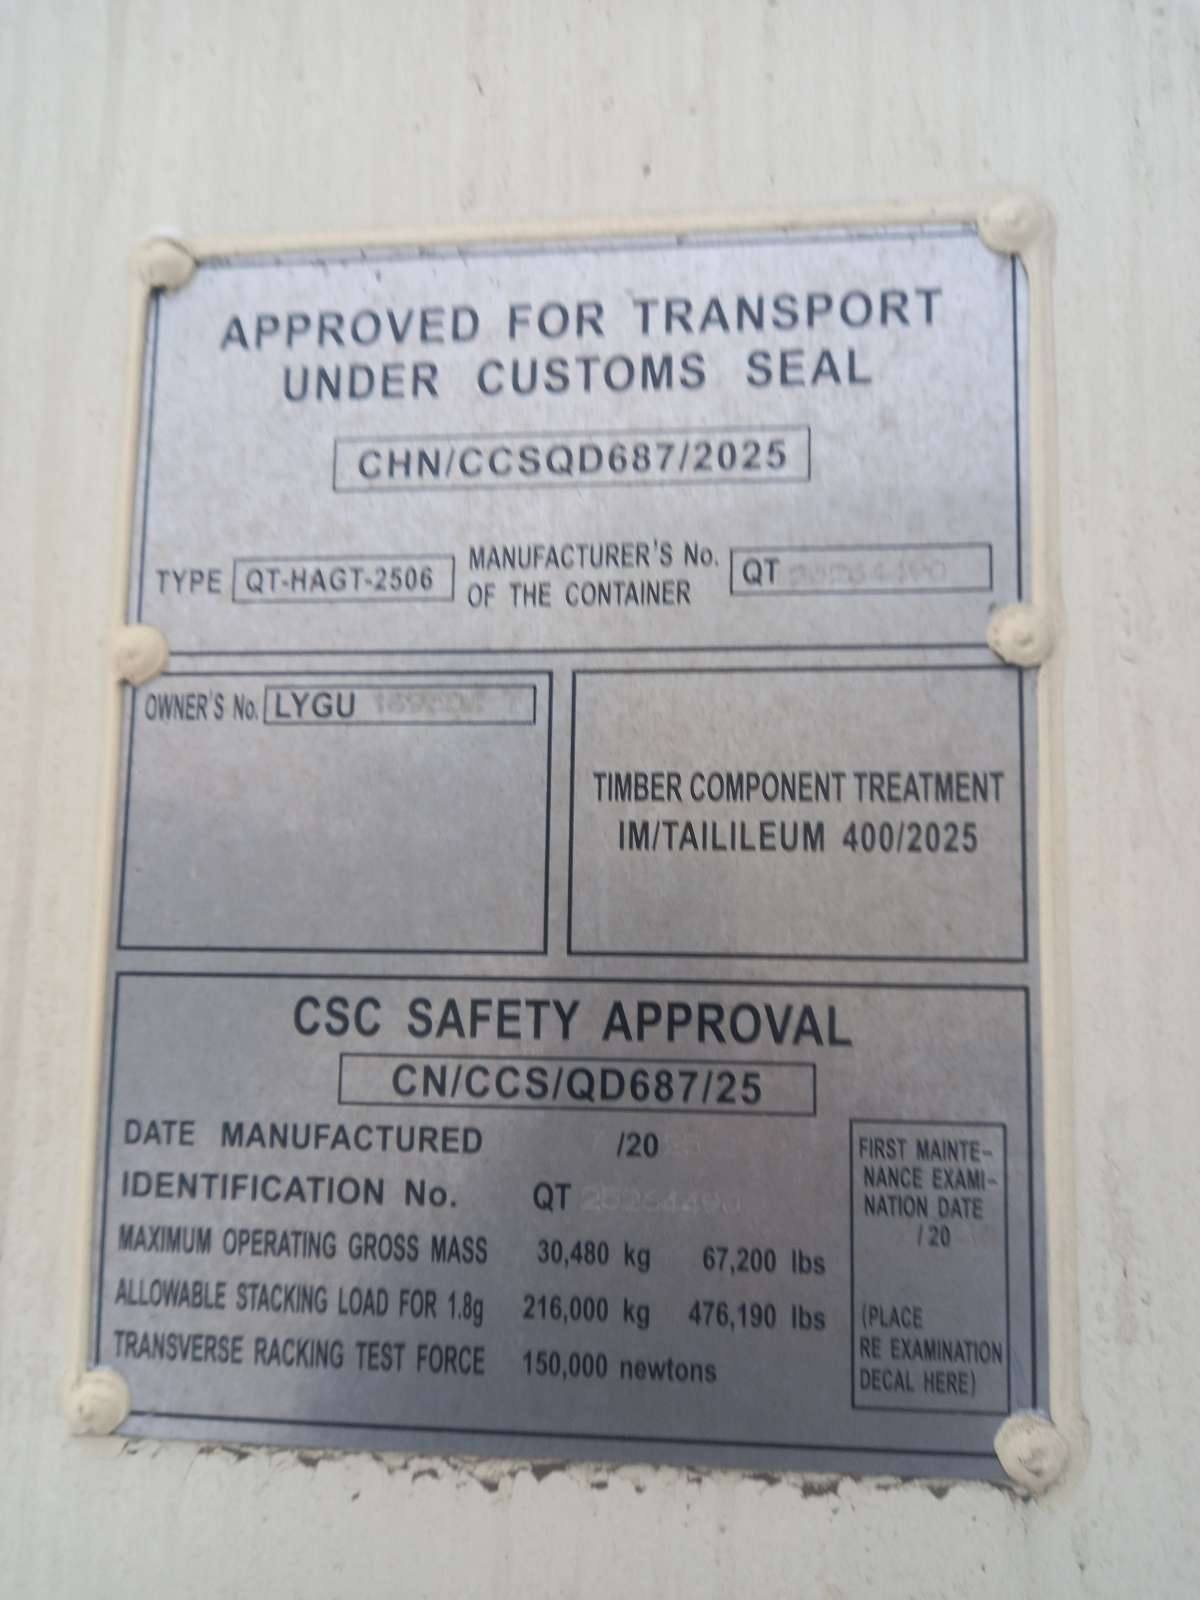 APPROVED FOR TRANSPORT
UNDER CUSTOMS SEAL
CHN/CCSQD687/2025
TYPE QT-HAGT-2506
MANUFACTURER'S No.
OF THE CONTAINER
QT
OWNER'S No. LYGU
TIMBER COMPONENT TREATMENT
IM/TAILILEUM 400/2025
CSC SAFETY APPROVAL
CN/CCS/QD687/25
DATE MANUFACTURED /20
IDENTIFICATION No. QT
MAXIMUM OPERATING GROSS MASS 30,480 kg 67,200 lbs
ALLOWABLE STACKING LOAD FOR 1.8g 216,000 kg 476,190 lbs
TRANSVERSE RACKING TEST FORCE 150,000 newtons
FIRST MAINTE-
NANCE EXAMI-
NATION DATE
/20
(PLACE
RE EXAMINATION
DECAL HERE)